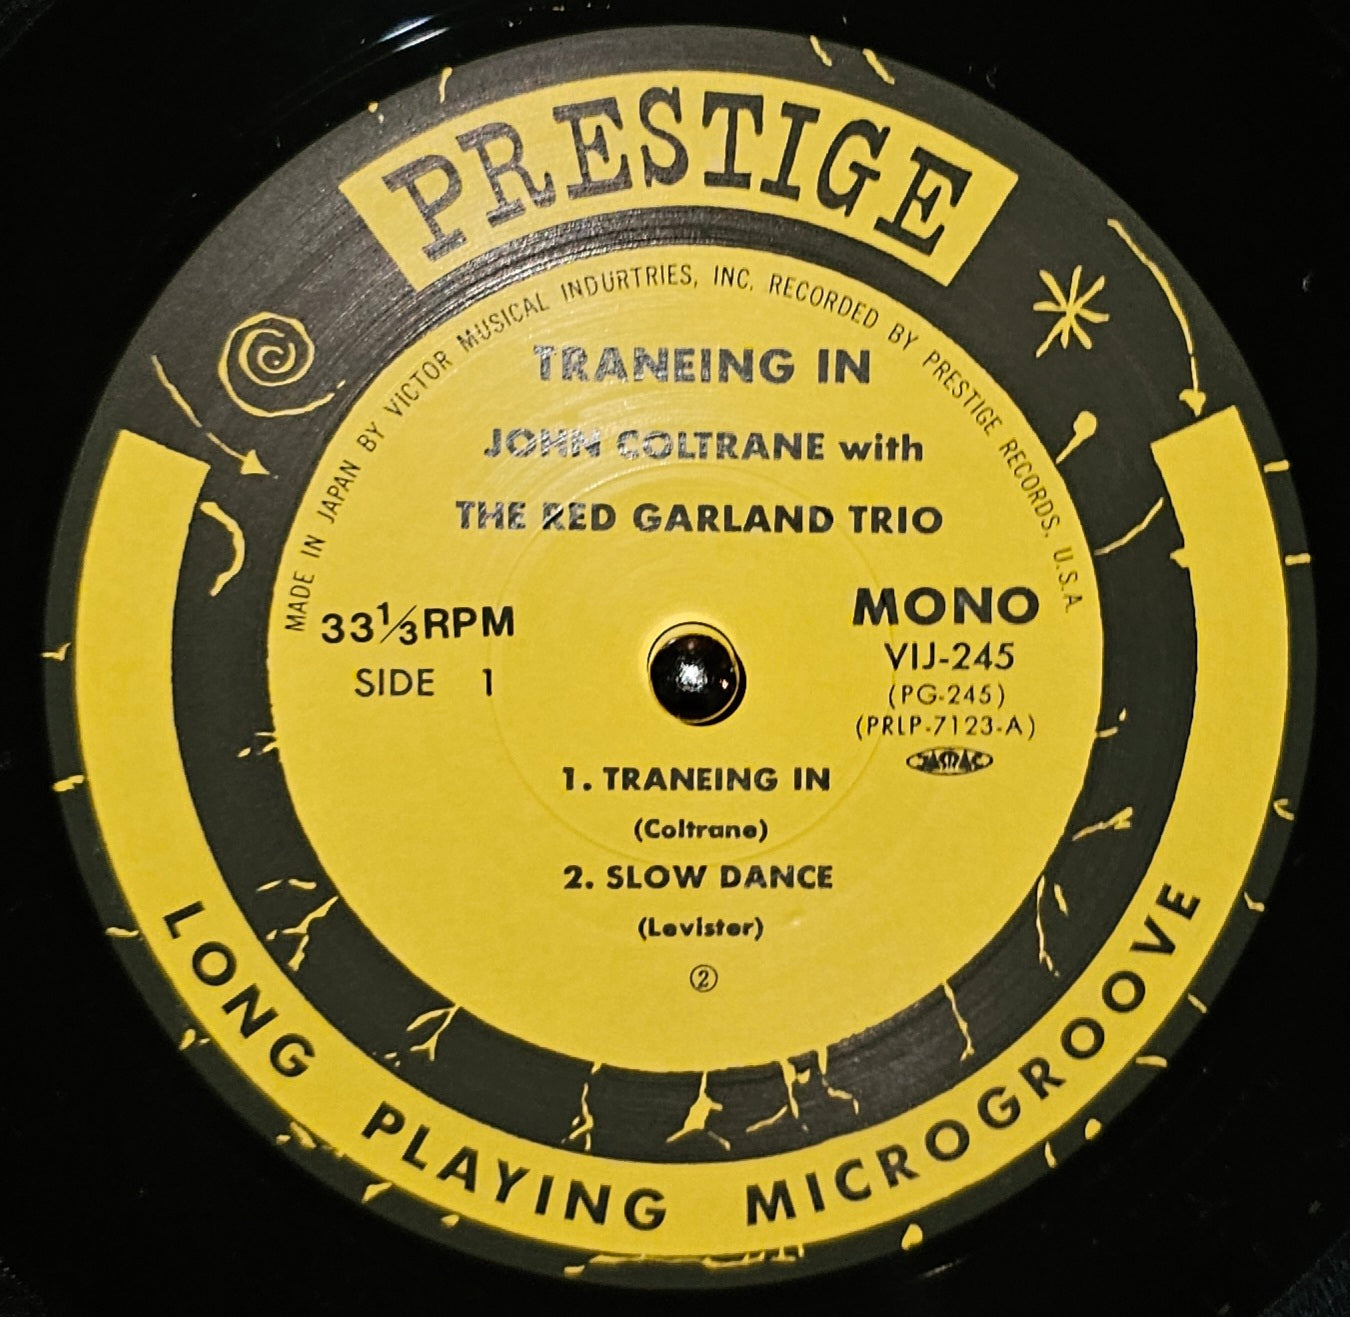 PRESTIGE
MADE IN JAPAN BY VICTOR MUSICAL INDURTRIES, INC. RECORDED BY PRESTIGE RECORDS. U.S.A.
TRANEING IN
JOHN COLTRANE with
THE RED GARLAND TRIO
33⅓RPM
SIDE 1
MONO
VIJ-245
(PG-245)
(PRLP-7123-A)
JASRAC
1. TRANEING IN
(Coltrane)
2. SLOW DANCE
(Levister)
②
LONG PLAYING MICROGROOVE